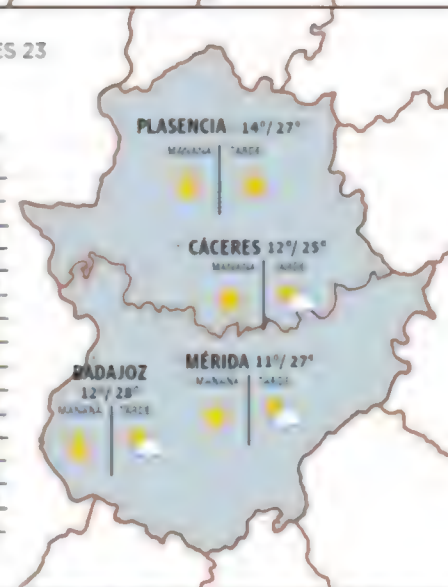 ES 23
PLASENCIA 14°/27°
MAÑANA TARDE
CÁCERES 12°/25°
MAÑANA TARDE
MÉRIDA 11°/27°
MAÑANA TARDE
BADAJOZ
12°/28°
MAÑANA TARDE